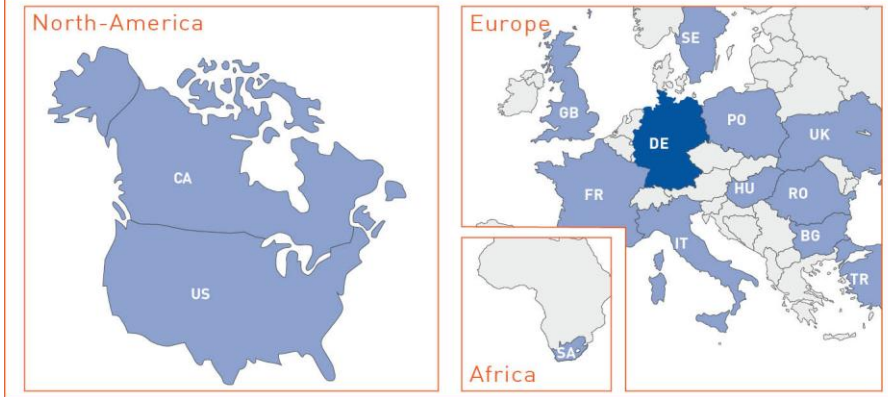 North-America
CA
US
Europe
SE
GB
PO
DE
UK
FR
HU
RO
IT
BG
TR
SA
Africa